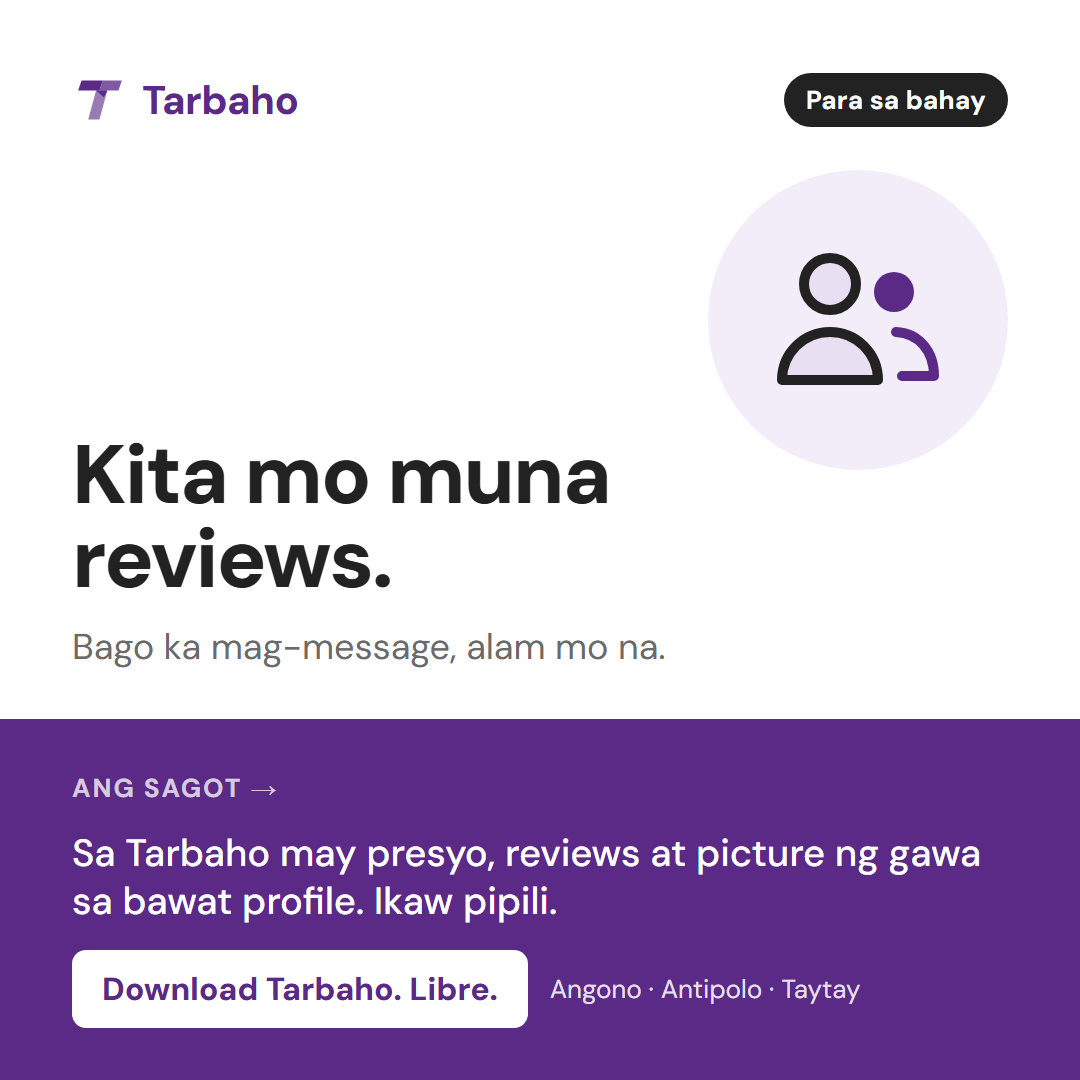 Tarbaho
Para sa bahay
Kita mo muna
reviews.
Bago ka mag-message, alam mo na.
ANG SAGOT →
Sa Tarbaho may presyo, reviews at picture ng gawa
sa bawat profile. Ikaw pipili.
Download Tarbaho. Libre.
Angono · Antipolo · Taytay